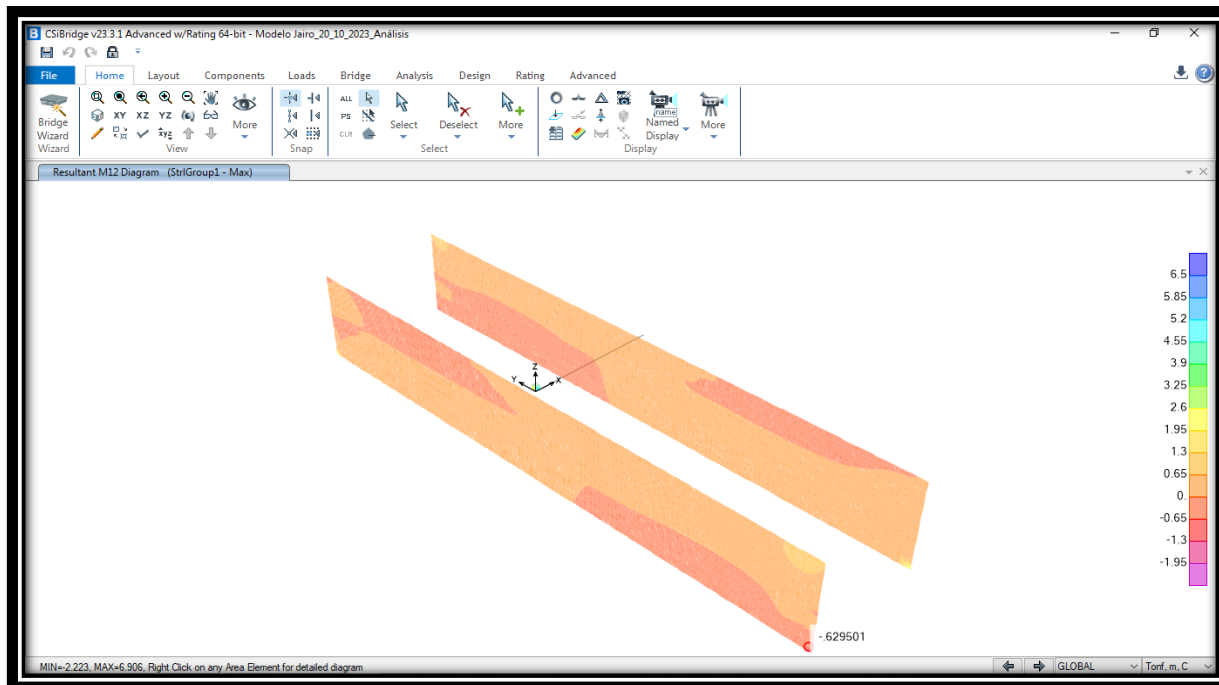 CSiBridge v23.3.1 Advanced w/Rating 64-bit - Modelo Jairo_20_10_2023_Análisis
File Home Layout Components Loads Bridge Analysis Design Rating Advanced
XY XZ YZ
ALL
PS
CLR
Bridge Wizard
More
Select
Deselect
More
name
Named Display
More
Wizard View Snap Select Display
Resultant M12 Diagram (StrlGroup1 - Max)
6.5
5.85
5.2
4.55
3.9
3.25
2.6
1.95
1.3
0.65
0.
-0.65
-1.3
-1.95
Z
Y X
-.629501
MIN=-2.223, MAX=6.906, Right Click on any Area Element for detailed diagram GLOBAL Tonf, m, C